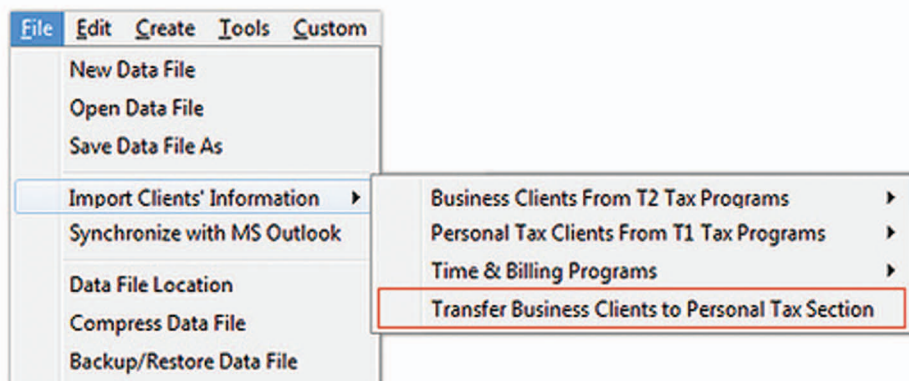 File Edit Create Tools Custom
New Data File
Open Data File
Save Data File As
Import Clients' Information
Business Clients From T2 Tax Programs
Synchronize with MS Outlook
Personal Tax Clients From T1 Tax Programs
Time & Billing Programs
Data File Location
Transfer Business Clients to Personal Tax Section
Compress Data File
Backup/Restore Data File